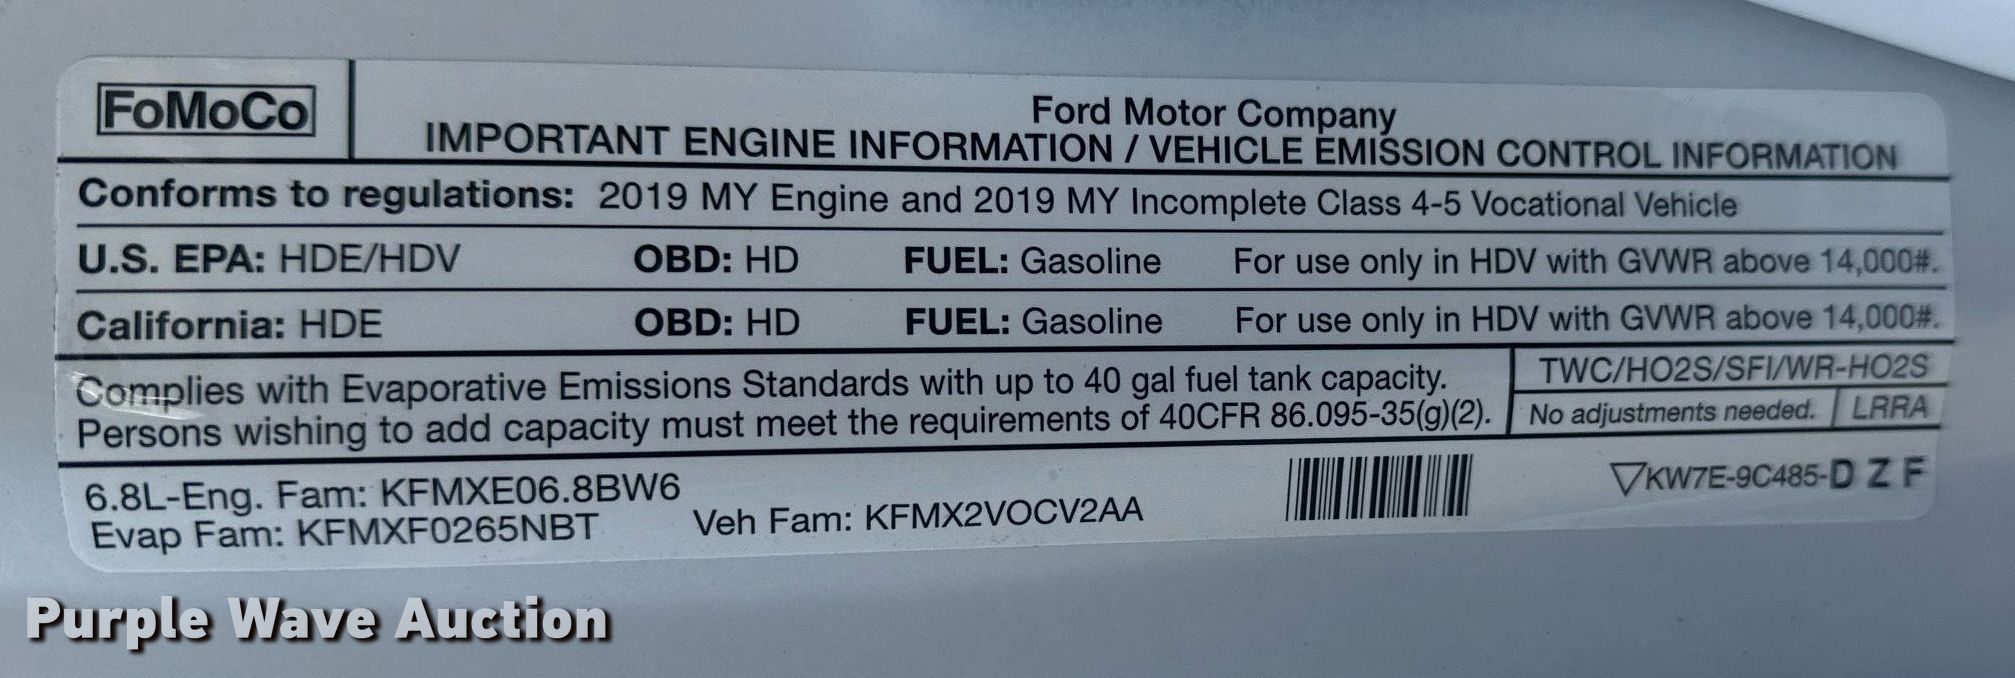 FoMoCo
Ford Motor Company
IMPORTANT ENGINE INFORMATION / VEHICLE EMISSION CONTROL INFORMATION
Conforms to regulations: 2019 MY Engine and 2019 MY Incomplete Class 4-5 Vocational Vehicle
U.S. EPA: HDE/HDV OBD: HD FUEL: Gasoline For use only in HDV with GVWR above 14,000#.
California: HDE OBD: HD FUEL: Gasoline For use only in HDV with GVWR above 14,000#.
Complies with Evaporative Emissions Standards with up to 40 gal fuel tank capacity.
Persons wishing to add capacity must meet the requirements of 40CFR 86.095-35(g)(2).
TWC/HO2S/SFI/WR-HO2S
No adjustments needed. LRRA
6.8L-Eng. Fam: KFMXE06.8BW6
Evap Fam: KFMXF0265NBT
Veh Fam: KFMX2VOCV2AA
▽KW7E-9C485-D Z F
Purple Wave Auction